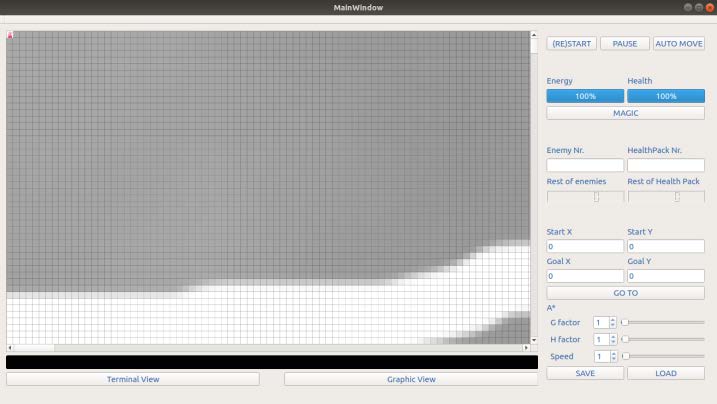 MainWindow
(RE)START PAUSE AUTO MOVE
Energy Health
100% 100%
MAGIC
Enemy Nr. HealthPack Nr.
Rest of enemies Rest of Health Pack
Start X Start Y
0 0
Goal X Goal Y
0 0
GO TO
A*
G factor 1
H factor 1
Speed 1
SAVE LOAD
Terminal View Graphic View